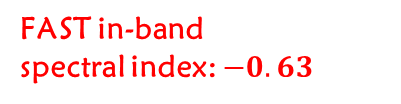 FAST in-band
spectral index: −0.63